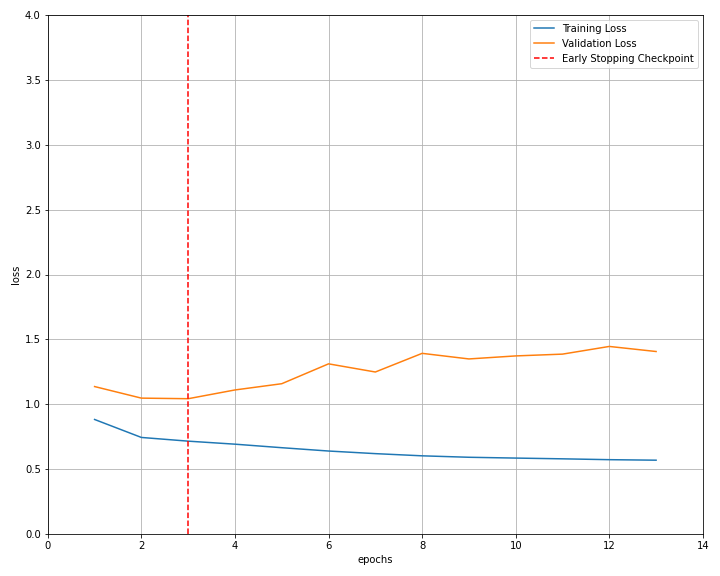 4.0
3.5
3.0
2.5
2.0
1.5
1.0
0.5
0.0
loss
Training Loss
Validation Loss
Early Stopping Checkpoint
0 2 4 6 8 10 12 14
epochs